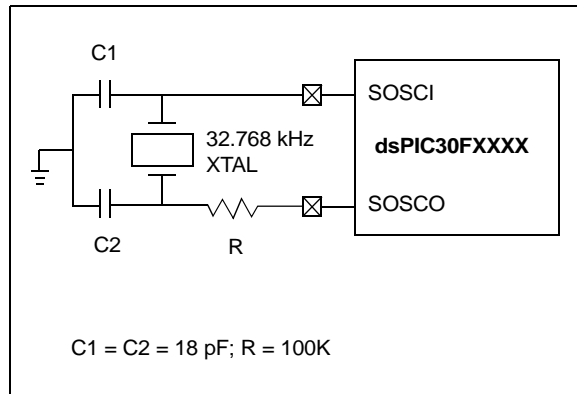 C1
SOSCI
32.768 kHz
XTAL
dsPIC30FXXXX
SOSCO
C2
R
C1 = C2 = 18 pF; R = 100K